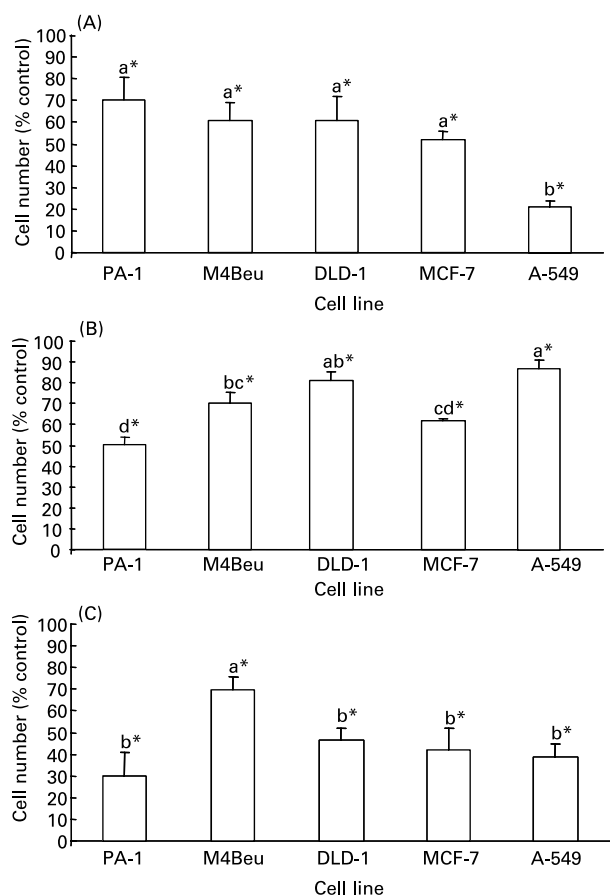 (A)
Cell number (% control)
100
90
80
70
60
50
40
30
20
10
0
a*
a*
a*
a*
b*
PA-1 M4Beu DLD-1 MCF-7 A-549
Cell line
(B)
Cell number (% control)
100
90
80
70
60
50
40
30
20
10
0
d*
bc*
ab*
cd*
a*
PA-1 M4Beu DLD-1 MCF-7 A-549
Cell line
(C)
Cell number (% control)
100
90
80
70
60
50
40
30
20
10
0
b*
a*
b*
b*
b*
PA-1 M4Beu DLD-1 MCF-7 A-549
Cell line